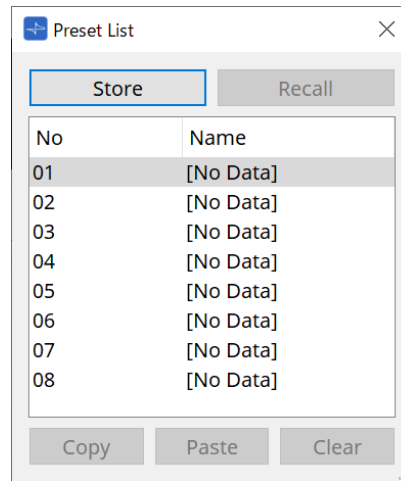 Preset List
Store Recall
No Name
01 [No Data]
02 [No Data]
03 [No Data]
04 [No Data]
05 [No Data]
06 [No Data]
07 [No Data]
08 [No Data]
Copy Paste Clear